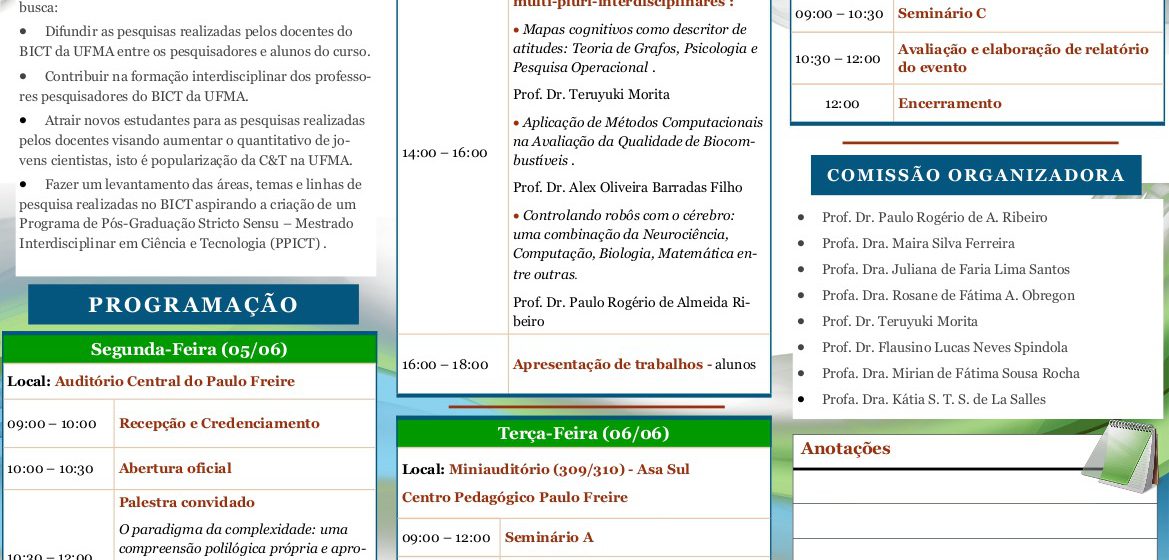 busca:
● Difundir as pesquisas realizadas pelos docentes do
BICT da UFMA entre os pesquisadores e alunos do curso.
● Contribuir na formação interdisciplinar dos professo-
res pesquisadores do BICT da UFMA.
● Atrair novos estudantes para as pesquisas realizadas
pelos docentes visando aumentar o quantitativo de jo-
vens cientistas, isto é popularização da C&T na UFMA.
● Fazer um levantamento das áreas, temas e linhas de
pesquisa realizadas no BICT aspirando a criação de um
Programa de Pós-Graduação Stricto Sensu – Mestrado
Interdisciplinar em Ciência e Tecnologia (PPICT) .
PROGRAMAÇÃO
Segunda-Feira (05/06)
Local: Auditório Central do Paulo Freire
09:00 – 10:00 Recepção e Credenciamento
10:00 – 10:30 Abertura oficial
Palestra convidado
O paradigma da complexidade: uma
compreensão polilógica própria e apro-
10:30 – 12:00
multi-pluri-interdisciplinares :
● Mapas cognitivos como descritor de
atitudes: Teoria de Grafos, Psicologia e
Pesquisa Operacional .
Prof. Dr. Teruyuki Morita
● Aplicação de Métodos Computacionais
na Avaliação da Qualidade de Biocom-
bustíveis .
14:00 – 16:00
Prof. Dr. Alex Oliveira Barradas Filho
● Controlando robôs com o cérebro:
uma combinação da Neurociência,
Computação, Biologia, Matemática en-
tre outras.
Prof. Dr. Paulo Rogério de Almeida Ri-
beiro
16:00 – 18:00 Apresentação de trabalhos - alunos
Terça-Feira (06/06)
Local: Miniauditório (309/310) - Asa Sul
Centro Pedagógico Paulo Freire
09:00 – 12:00 Seminário A
09:00 – 10:30 Seminário C
10:30 – 12:00 Avaliação e elaboração de relatório
do evento
12:00 Encerramento
COMISSÃO ORGANIZADORA
● Prof. Dr. Paulo Rogério de A. Ribeiro
● Profa. Dra. Maira Silva Ferreira
● Profa. Dra. Juliana de Faria Lima Santos
● Profa. Dra. Rosane de Fátima A. Obregon
● Prof. Dr. Teruyuki Morita
● Prof. Dr. Flausino Lucas Neves Spindola
● Profa. Dra. Mirian de Fátima Sousa Rocha
● Profa. Dra. Kátia S. T. S. de La Salles
Anotações